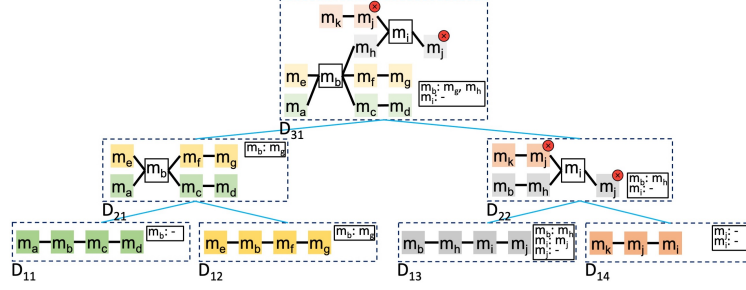 m_k m_j m_i
m_h m_j
m_e m_b m_f m_g
m_b: m_g, m_h
m_i: -
m_a m_c m_d
D_31
m_e m_f m_g
m_b: m_g
m_b
m_a m_c m_d
D_21
m_k m_j m_i
m_b m_h m_j
m_b: m_h
m_i: -
D_22
m_a m_b m_c m_d
m_b: -
D_11
m_e m_b m_f m_g
m_b: m_g
D_12
m_b m_h m_i m_j
m_b: m_h
m_i: m_j
m_j: -
D_13
m_k m_j m_i
m_j: -
m_i: -
D_14